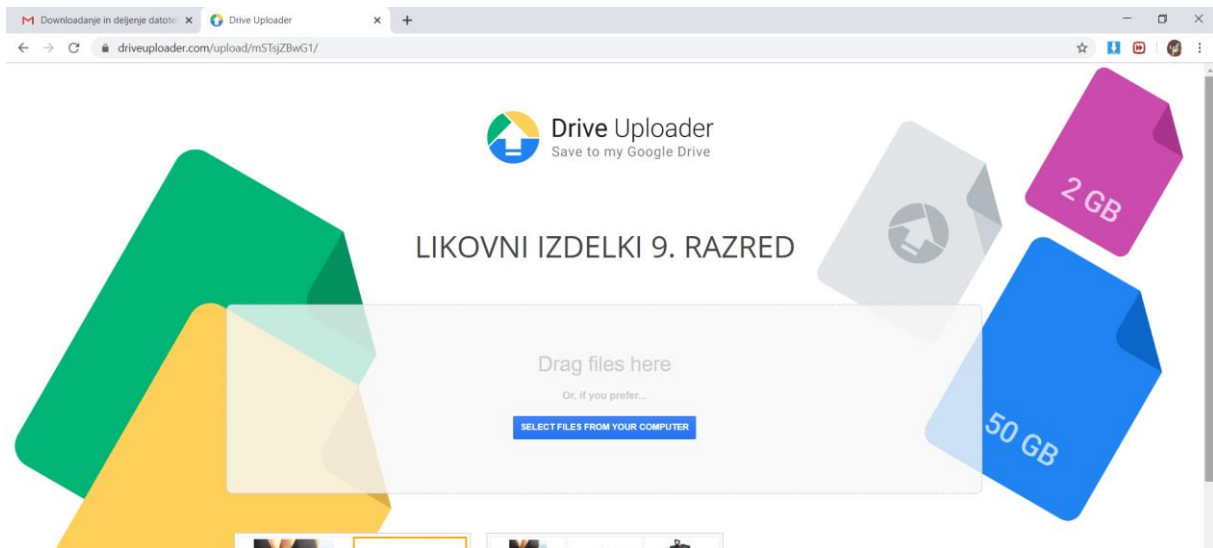 Downloadanje in deljenje datote
Drive Uploader
driveuploader.com/upload/mSTsjZBwG1/
Drive Uploader
Save to my Google Drive
2 GB
LIKOVNI IZDELKI 9. RAZRED
Drag files here
Or, if you prefer...
SELECT FILES FROM YOUR COMPUTER
50 GB